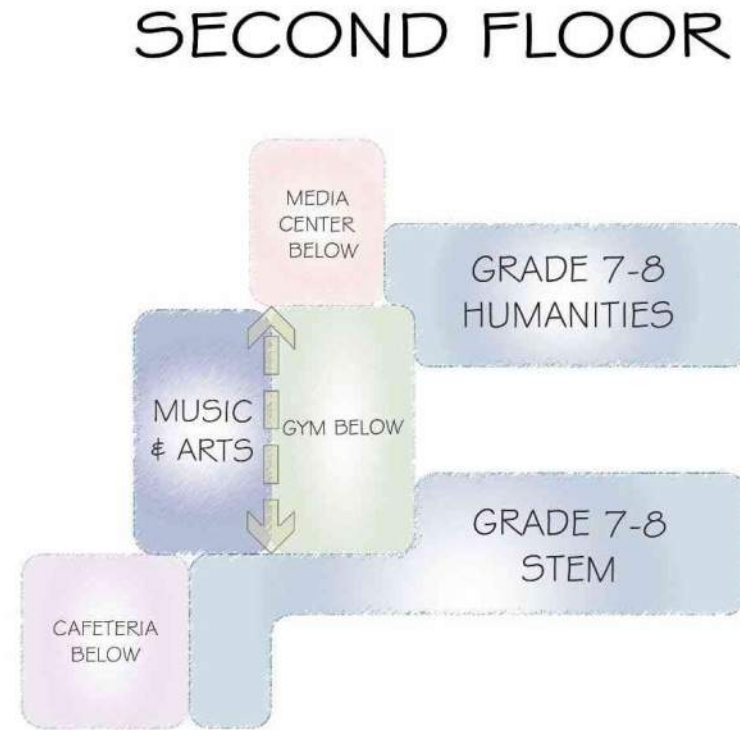 SECOND FLOOR
MEDIA
CENTER
BELOW
GRADE 7-8
HUMANITIES
MUSIC
& ARTS
GYM BELOW
GRADE 7-8
STEM
CAFETERIA
BELOW